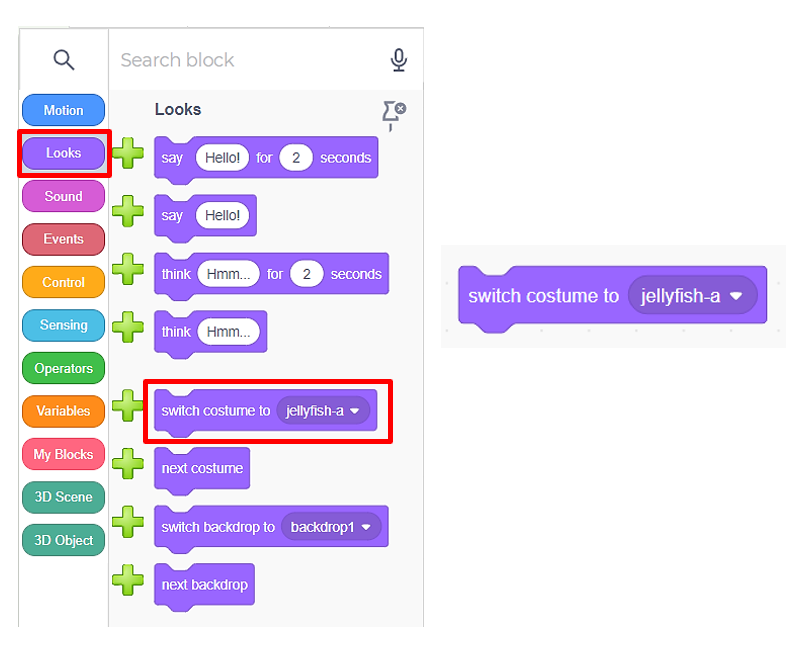 Search block
Motion
Looks
Sound
Events
Control
Sensing
Operators
Variables
My Blocks
3D Scene
3D Object
Looks
say Hello! for 2 seconds
say Hello!
think Hmm... for 2 seconds
think Hmm...
switch costume to jellyfish-a
next costume
switch backdrop to backdrop1
next backdrop
switch costume to jellyfish-a